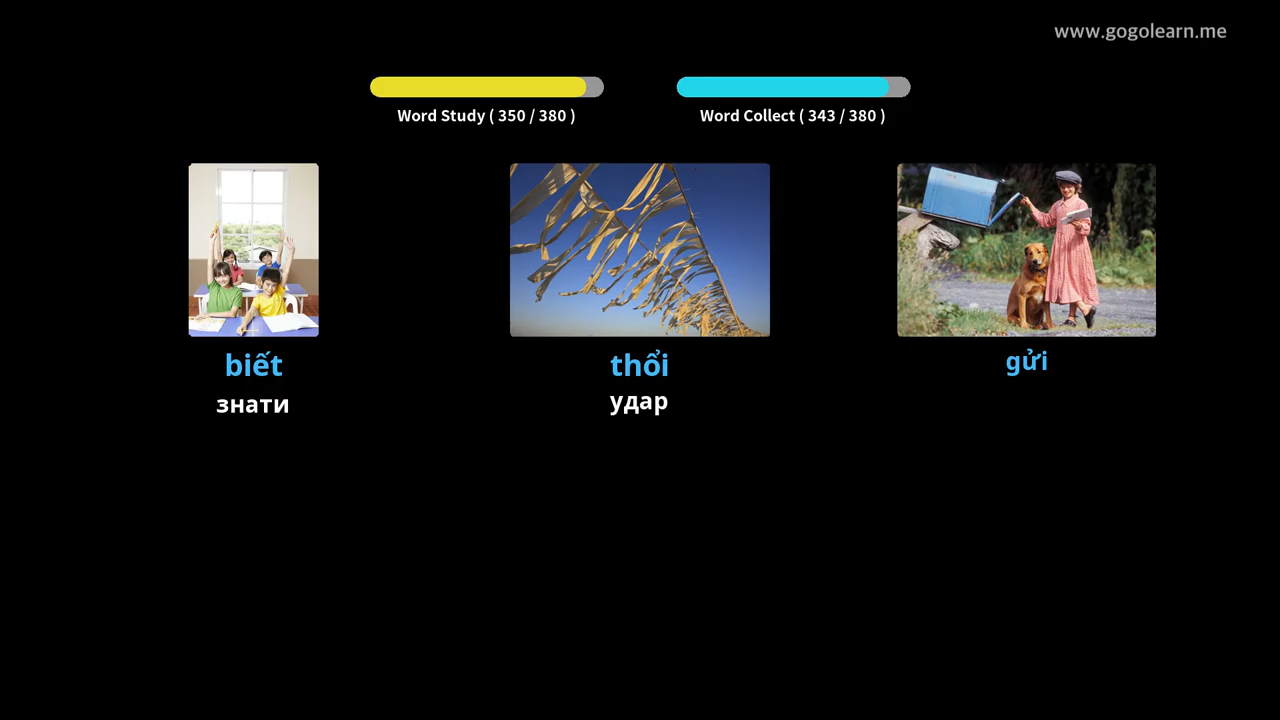 www.gogolearn.me
Word Study ( 350 / 380 )
Word Collect ( 343 / 380 )
biết
thổi
gửi
знати
удар